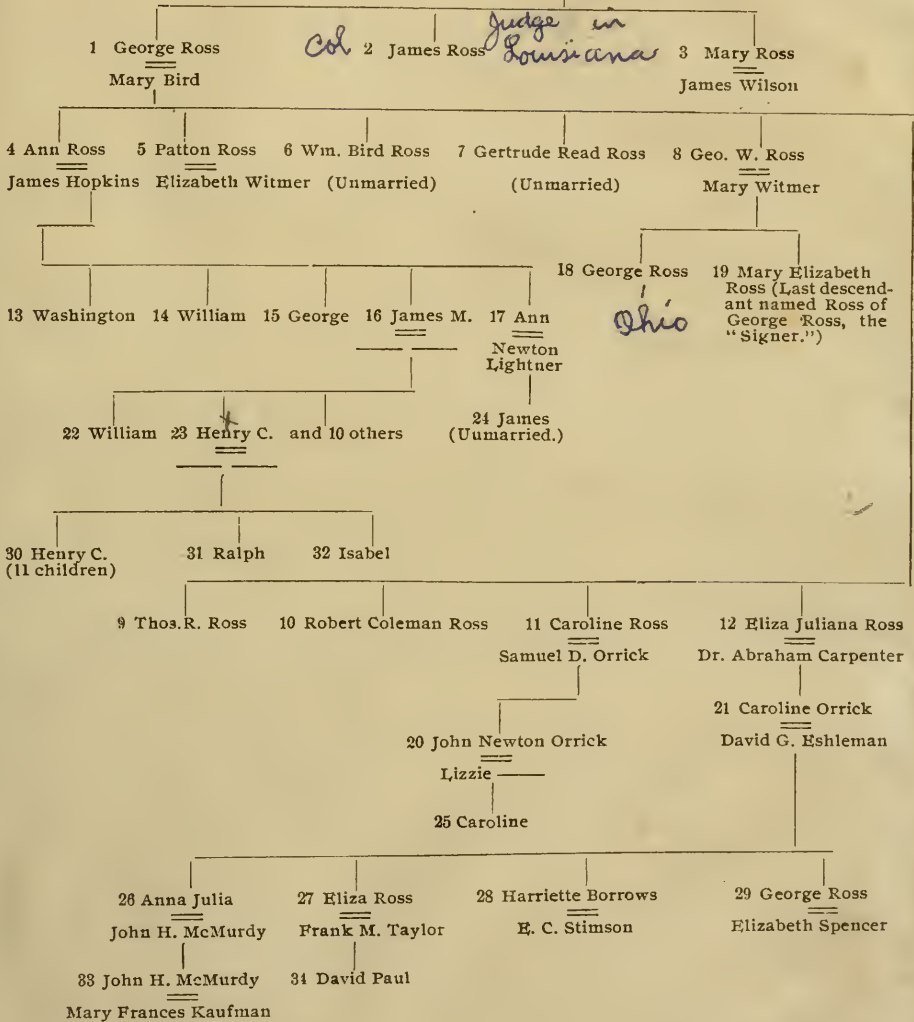 1 George Ross Col 2 James Ross Judge in Louisiana 3 Mary Ross
Mary Bird James Wilson
4 Ann Ross 5 Patton Ross 6 Wm. Bird Ross 7 Gertrude Read Ross 8 Geo. W. Ross
James Hopkins Elizabeth Witmer (Unmarried) (Unmarried) Mary Witmer
18 George Ross 19 Mary Elizabeth
Ross (Last descend-
ant named Ross of
George Ross, the
"Signer.")
Ohio
13 Washington 14 William 15 George 16 James M. 17 Ann
Newton
Lightner
22 William 23 Henry C. and 10 others 24 James
(Uumarried.)
30 Henry C. 31 Ralph 32 Isabel
(11 children)
9 Thos. R. Ross 10 Robert Coleman Ross 11 Caroline Ross 12 Eliza Juliana Ross
Samuel D. Orrick Dr. Abraham Carpenter
21 Caroline Orrick
20 John Newton Orrick David G. Eshleman
Lizzie ——
25 Caroline
26 Anna Julia 27 Eliza Ross 28 Harriette Borrows 29 George Ross
John H. McMurdy Frank M. Taylor E. C. Stimson Elizabeth Spencer
33 John H. McMurdy 34 David Paul
Mary Frances Kaufman